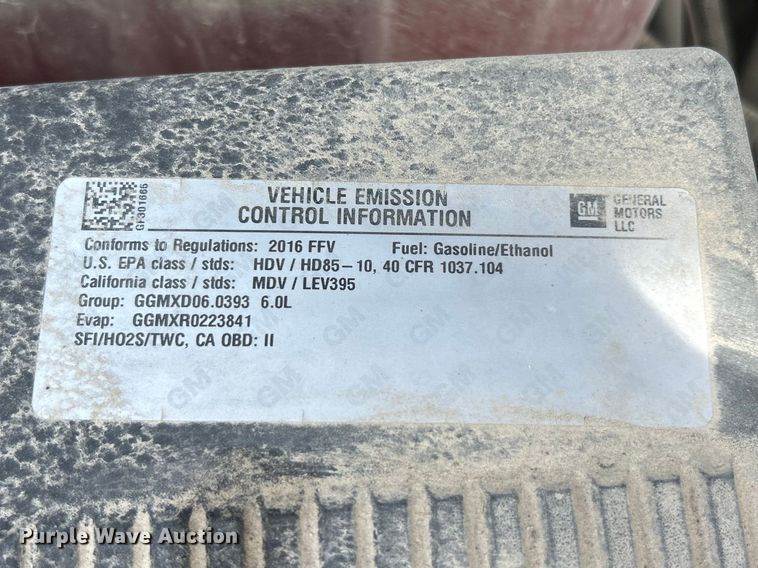 VEHICLE EMISSION
CONTROL INFORMATION
GM
GENERAL
MOTORS
LLC
Conforms to Regulations: 2016 FFV Fuel: Gasoline/Ethanol
U.S. EPA class / stds: HDV / HD85-10, 40 CFR 1037.104
California class / stds: MDV / LEV395
Group: GGMXD06.0393 6.0L
Evap: GGMXR0223841
SFI/HO2S/TWC, CA OBD: II
Purple Wave Auction